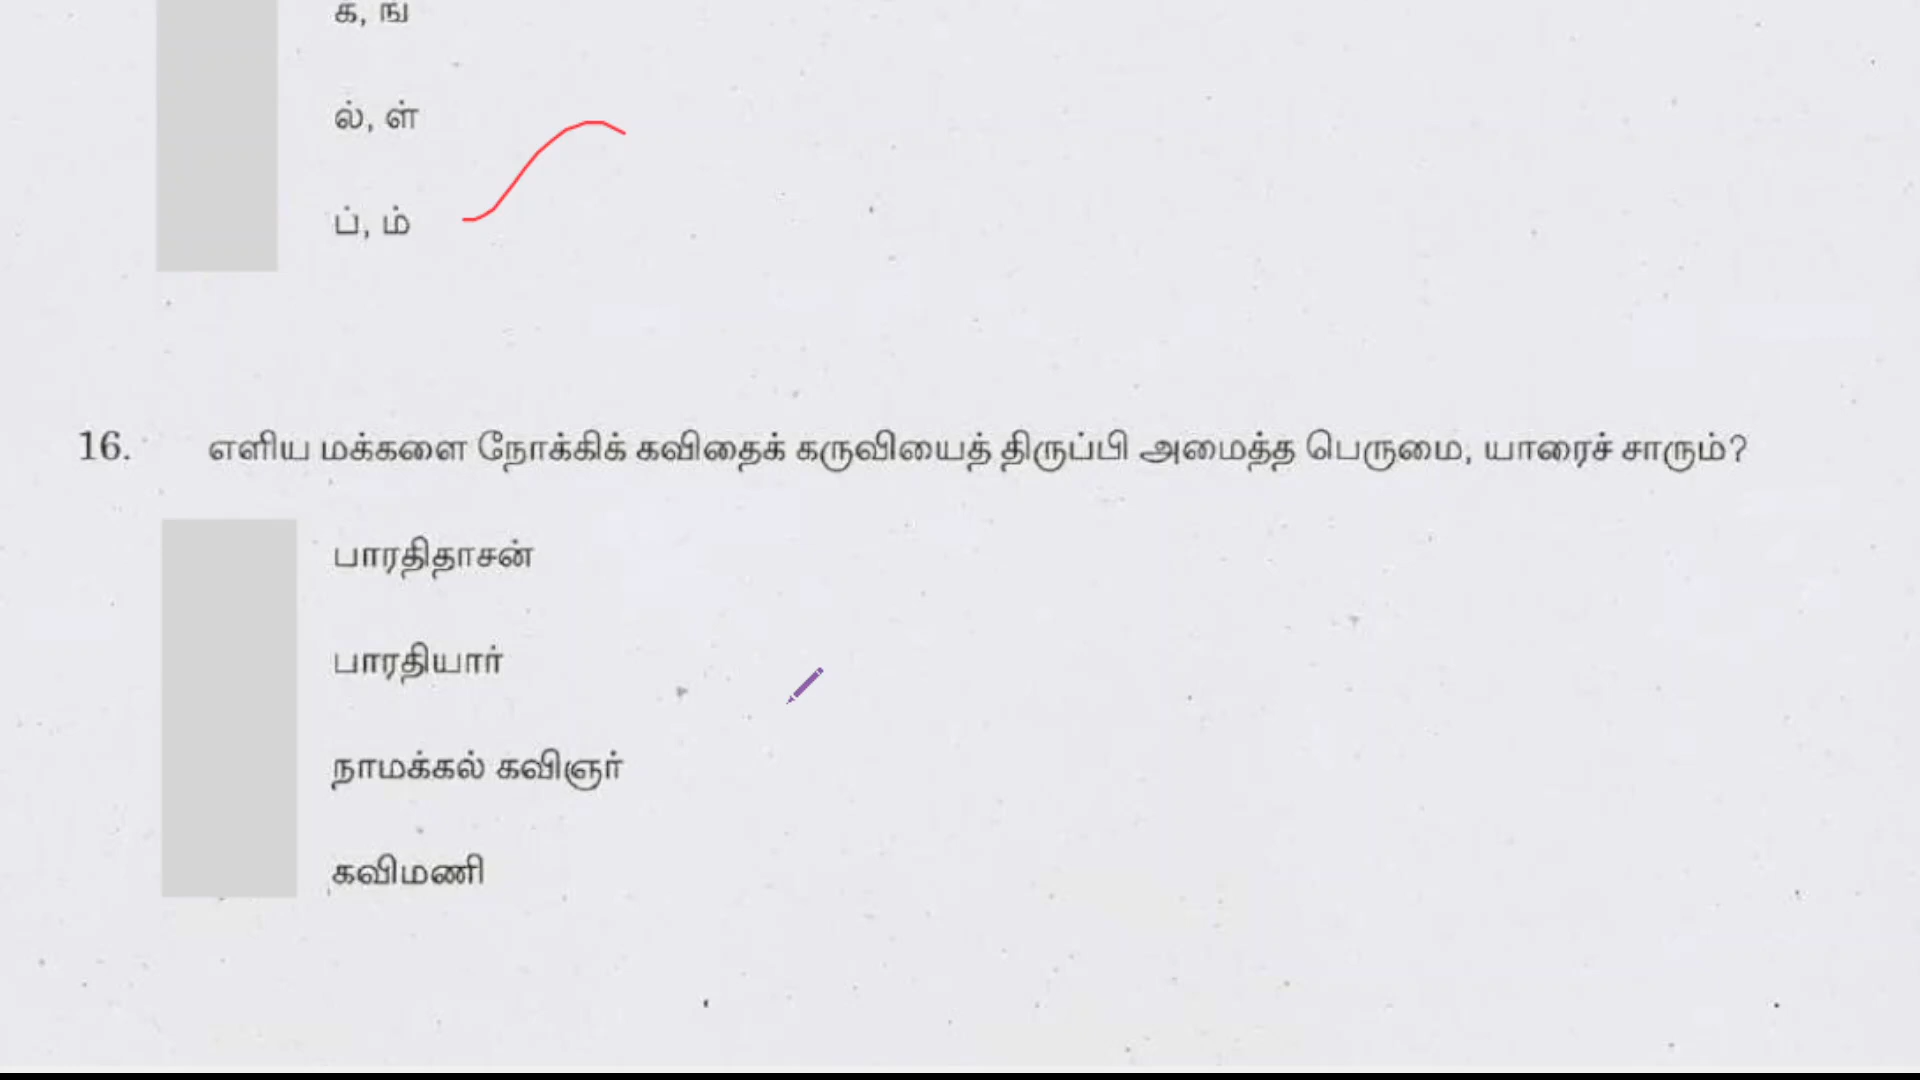 க, ங
ல், ள்
ப், ம்
16. எளிய மக்களை நோக்கிக் கவிதைக் கருவியைத் திருப்பி அமைத்த பெருமை, யாரைச் சாரும்?
பாரதிதாசன்
பாரதியார்
நாமக்கல் கவிஞர்
கவிமணி